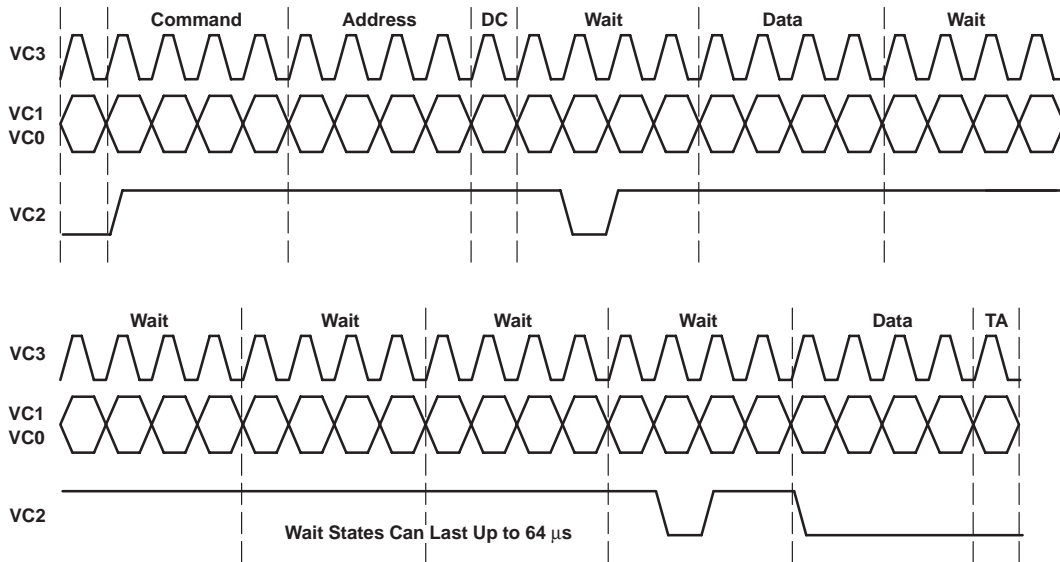 Command Address DC Wait Data Wait
VC3
VC1
VC0
VC2
Wait Wait Wait Wait Data TA
VC3
VC1
VC0
VC2
Wait States Can Last Up to 64 μs